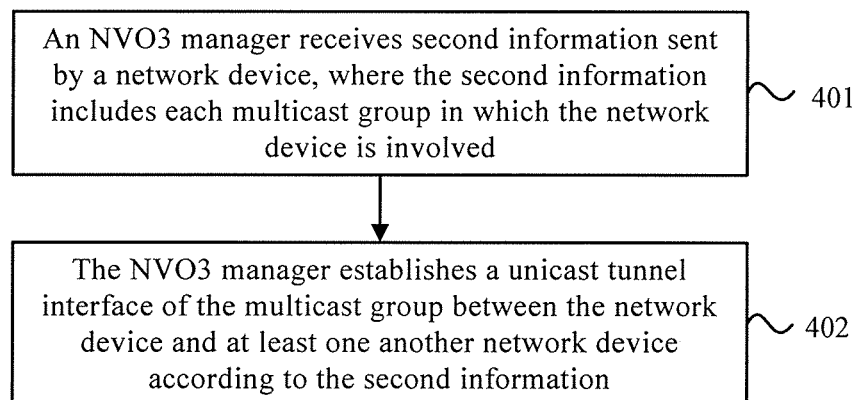 An NVO3 manager receives second information sent
by a network device, where the second information
includes each multicast group in which the network
device is involved
401
The NVO3 manager establishes a unicast tunnel
interface of the multicast group between the network
device and at least one another network device
according to the second information
402